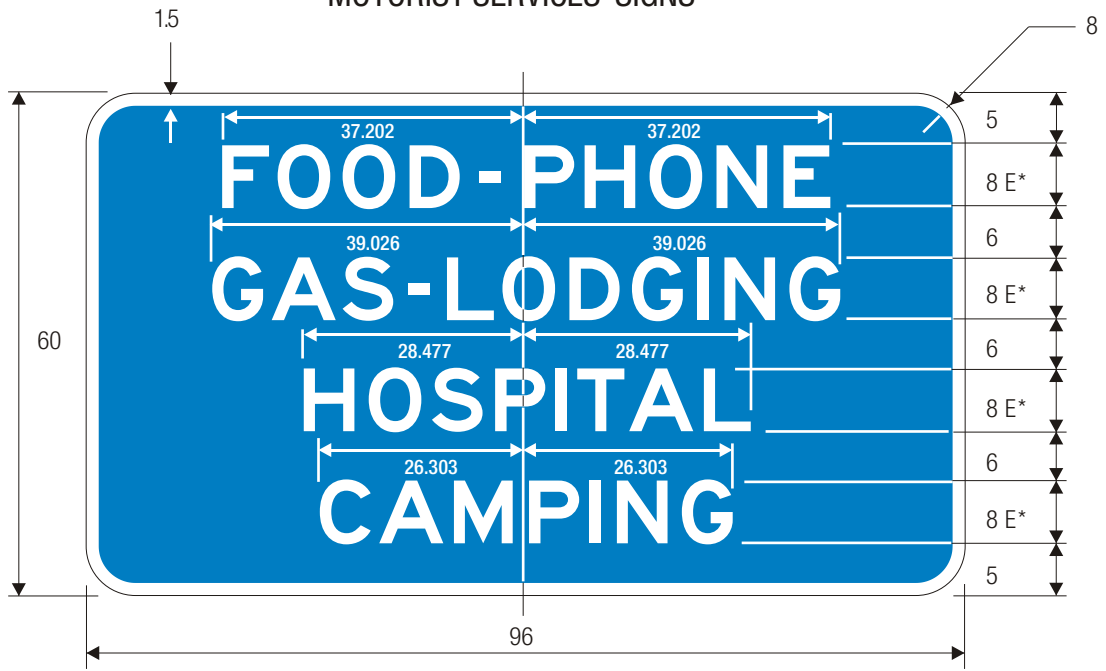 MOTORIST SERVICES SIGNS
1.5
8
37.202 37.202
5
FOOD-PHONE
8 E*
39.026 39.026
6
GAS-LODGING
8 E*
60
28.477 28.477
6
HOSPITAL
8 E*
26.303 26.303
6
CAMPING
8 E*
5
96